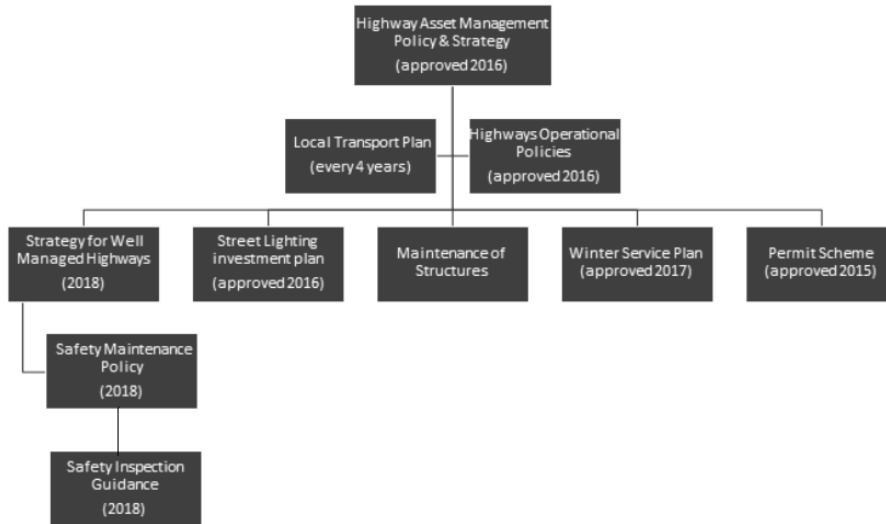 Highway Asset Management
Policy & Strategy
(approved 2016)
Local Transport Plan
(every 4 years)
Highways Operational
Policies
(approved 2016)
Strategy for Well
Managed Highways
(2018)
Street Lighting
investment plan
(approved 2016)
Maintenance of
Structures
Winter Service Plan
(approved 2017)
Permit Scheme
(approved 2015)
Safety Maintenance
Policy
(2018)
Safety Inspection
Guidance
(2018)